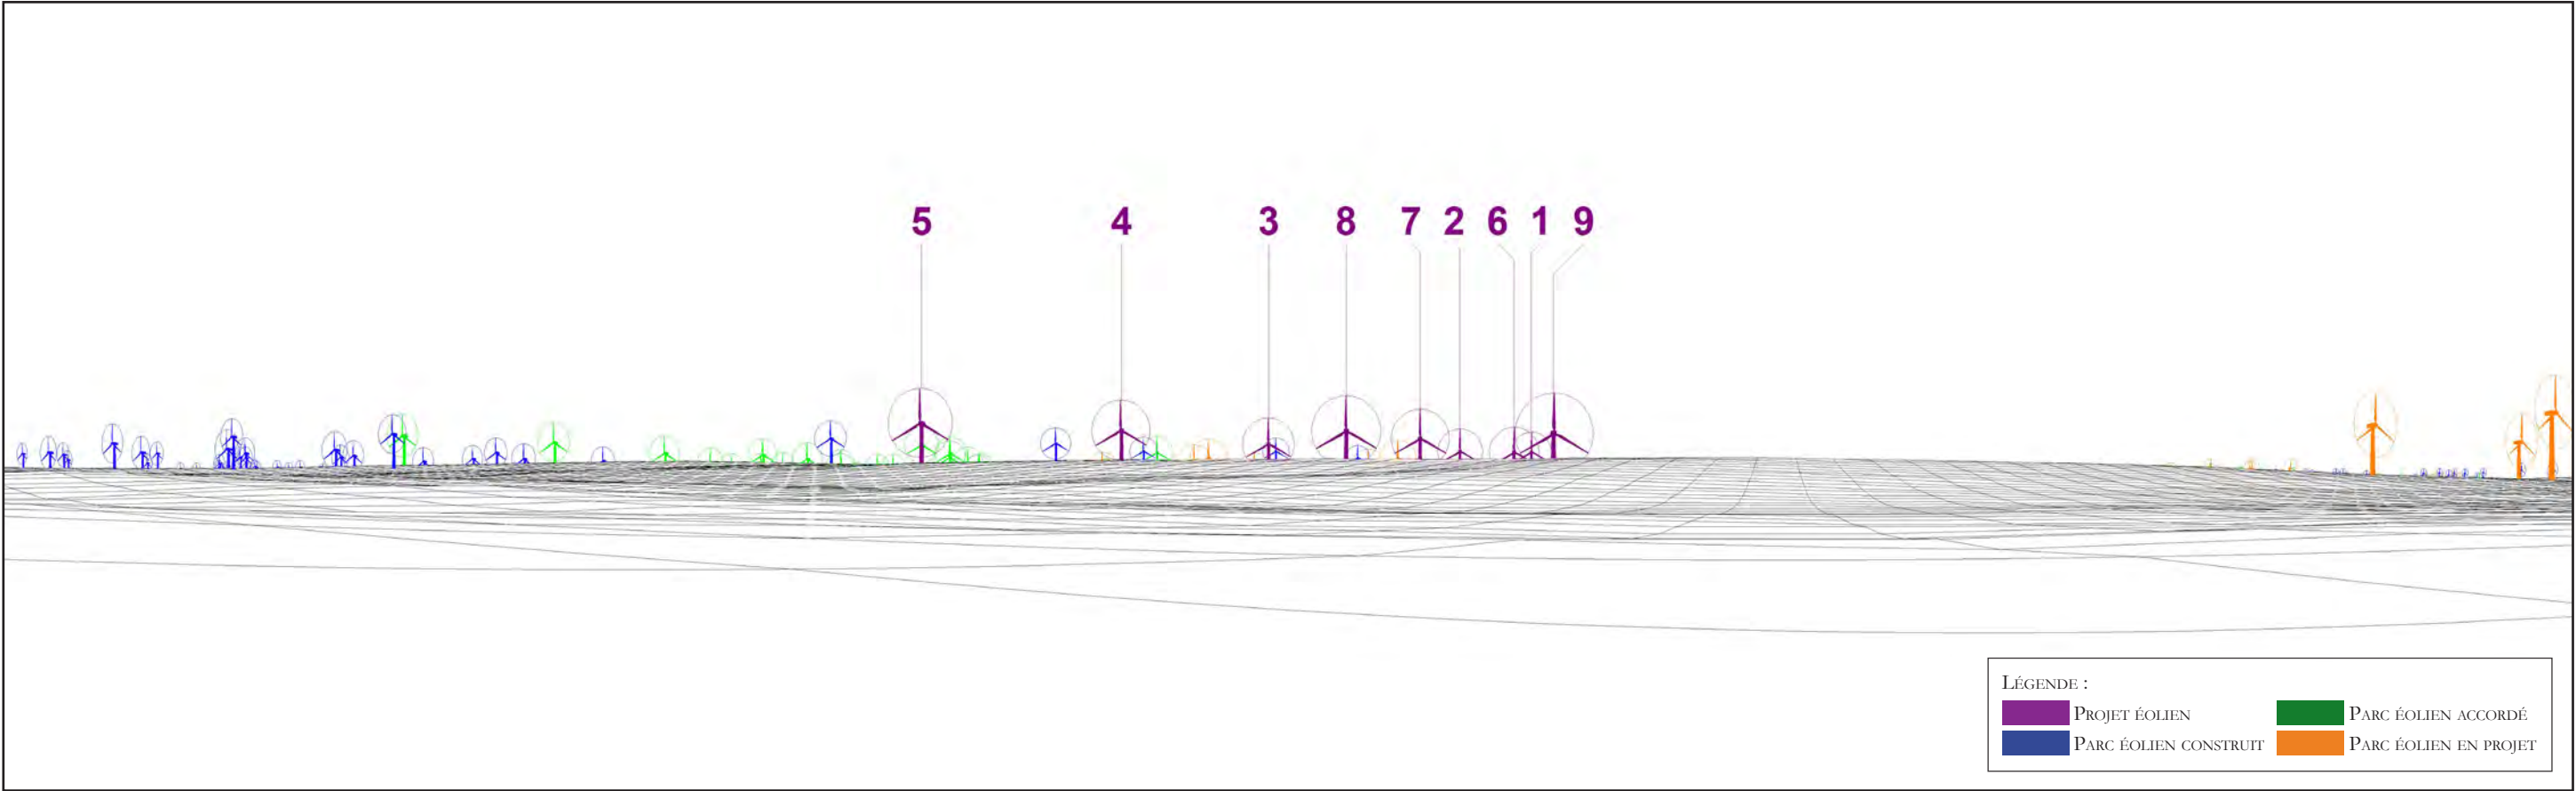 5 4 3 8 7 2 6 1 9
LÉGENDE :
PROJET ÉOLIEN PARC ÉOLIEN ACCORDÉ
PARC ÉOLIEN CONSTRUIT PARC ÉOLIEN EN PROJET